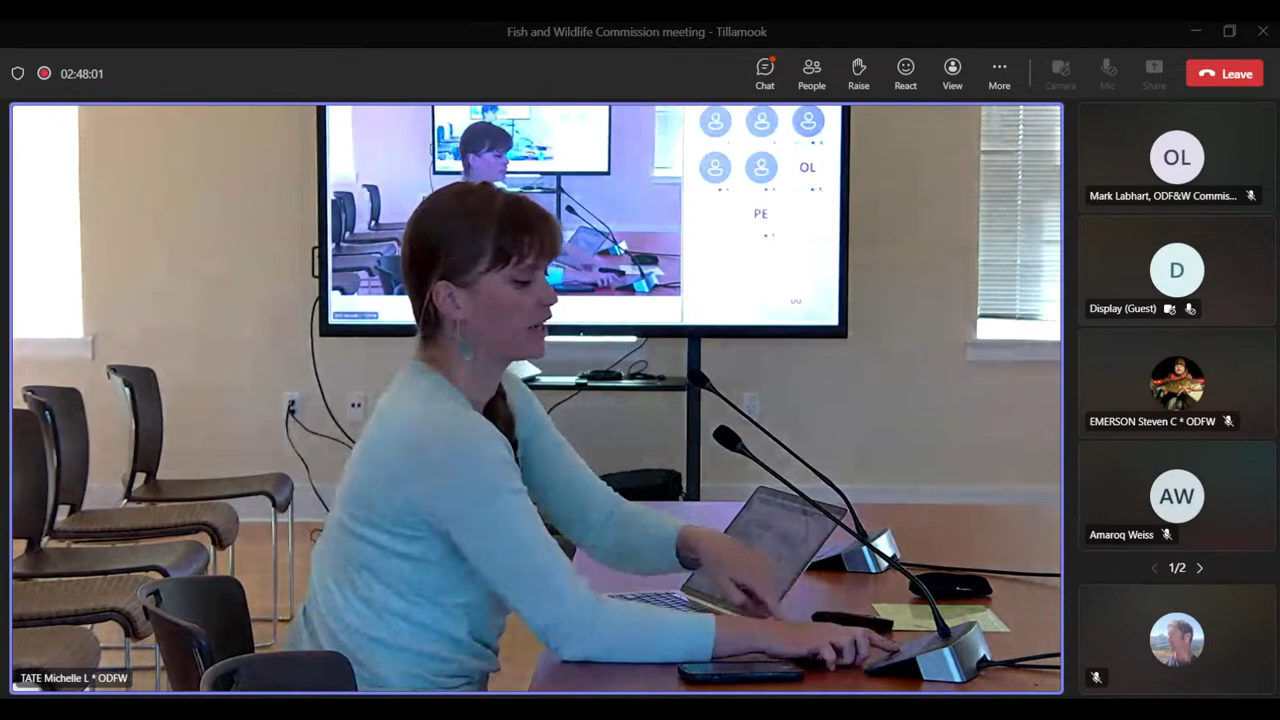 Fish and Wildlife Commission meeting - Tillamook
02:48:01
Chat
People
Raise
React
View
More
Camera
Mic
Share
Leave
OL
PE
OL
Mark Labhart, ODF&W Commis...
D
Display (Guest)
EMERSON Steven C * ODFW
AW
Amaroq Weiss
1/2
TATE Michelle L * ODFW